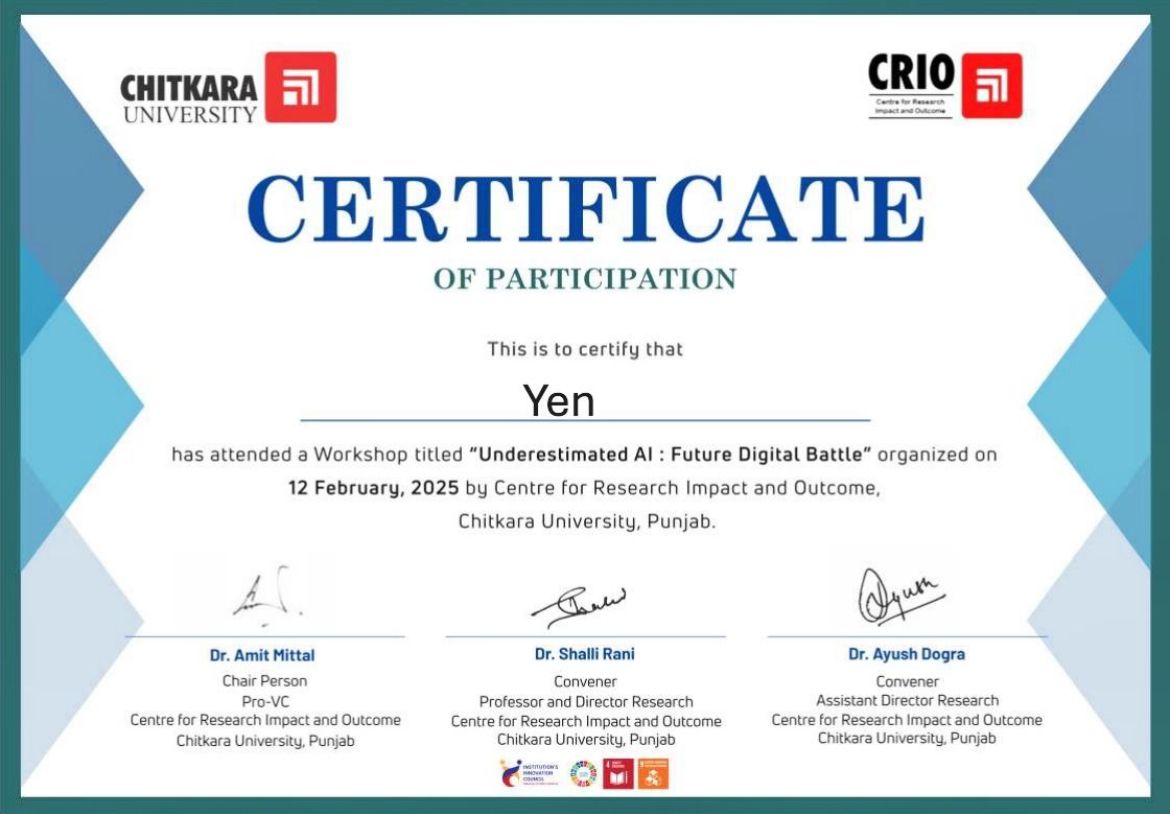 CHITKARA
UNIVERSITY
CRIO
Centre for Research
Impact and Outcome
CERTIFICATE
OF PARTICIPATION
This is to certify that
Yen
has attended a Workshop titled “Underestimated AI : Future Digital Battle” organized on
12 February, 2025 by Centre for Research Impact and Outcome,
Chitkara University, Punjab.
Ayush
Dr. Amit Mittal
Chair Person
Pro-VC
Centre for Research Impact and Outcome
Chitkara University, Punjab
Dr. Shalli Rani
Convener
Professor and Director Research
Centre for Research Impact and Outcome
Chitkara University, Punjab
Dr. Ayush Dogra
Convener
Assistant Director Research
Centre for Research Impact and Outcome
Chitkara University, Punjab
INSTITUTION'S
INNOVATION
COUNCIL
4
9